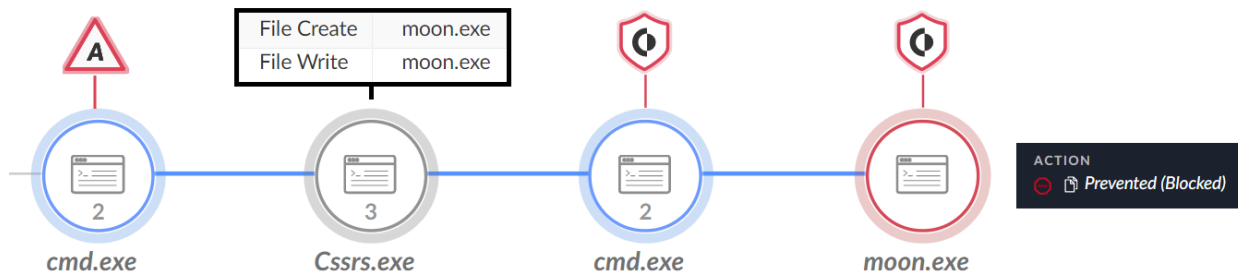 File Create moon.exe
File Write moon.exe
A
2
3
2
cmd.exe
Cssrs.exe
cmd.exe
moon.exe
ACTION
Prevented (Blocked)